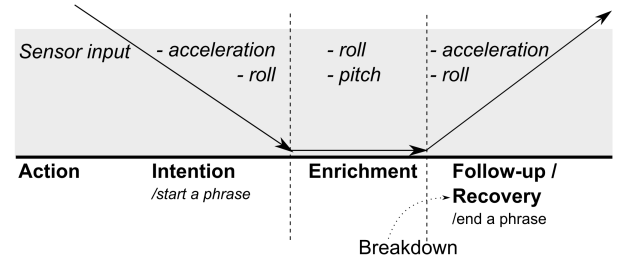 Sensor input - acceleration - roll - acceleration
- roll - pitch - roll
Action Intention Enrichment Follow-up /
/start a phrase Recovery
/end a phrase
Breakdown